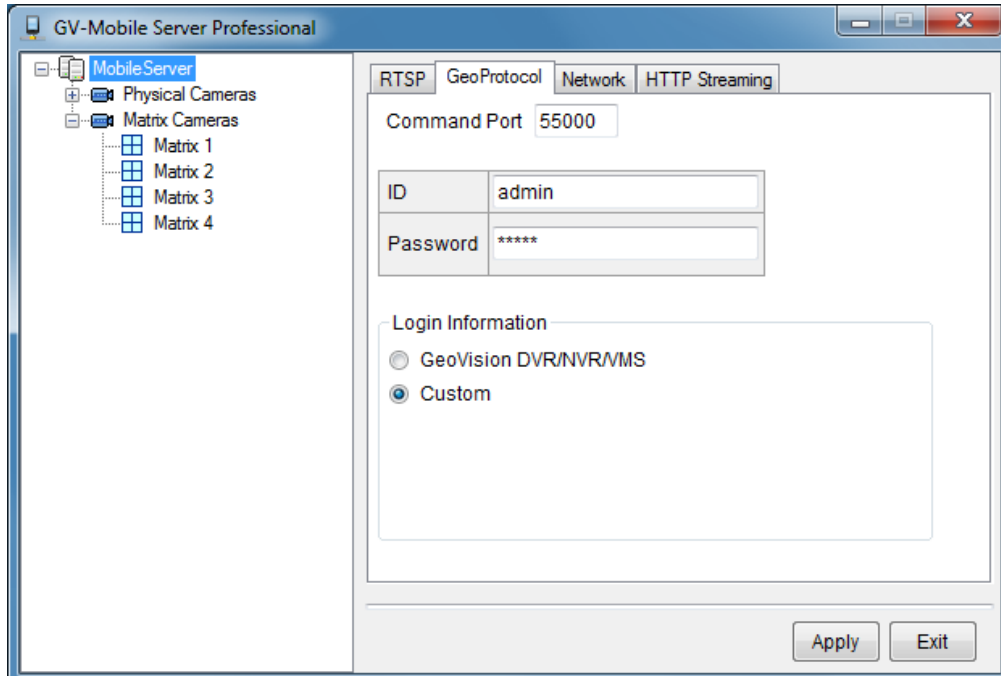 GV-Mobile Server Professional
MobileServer
Physical Cameras
Matrix Cameras
Matrix 1
Matrix 2
Matrix 3
Matrix 4
RTSP GeoProtocol Network HTTP Streaming
Command Port 55000
ID admin
Password *****
Login Information
GeoVision DVR/NVR/VMS
Custom
Apply Exit